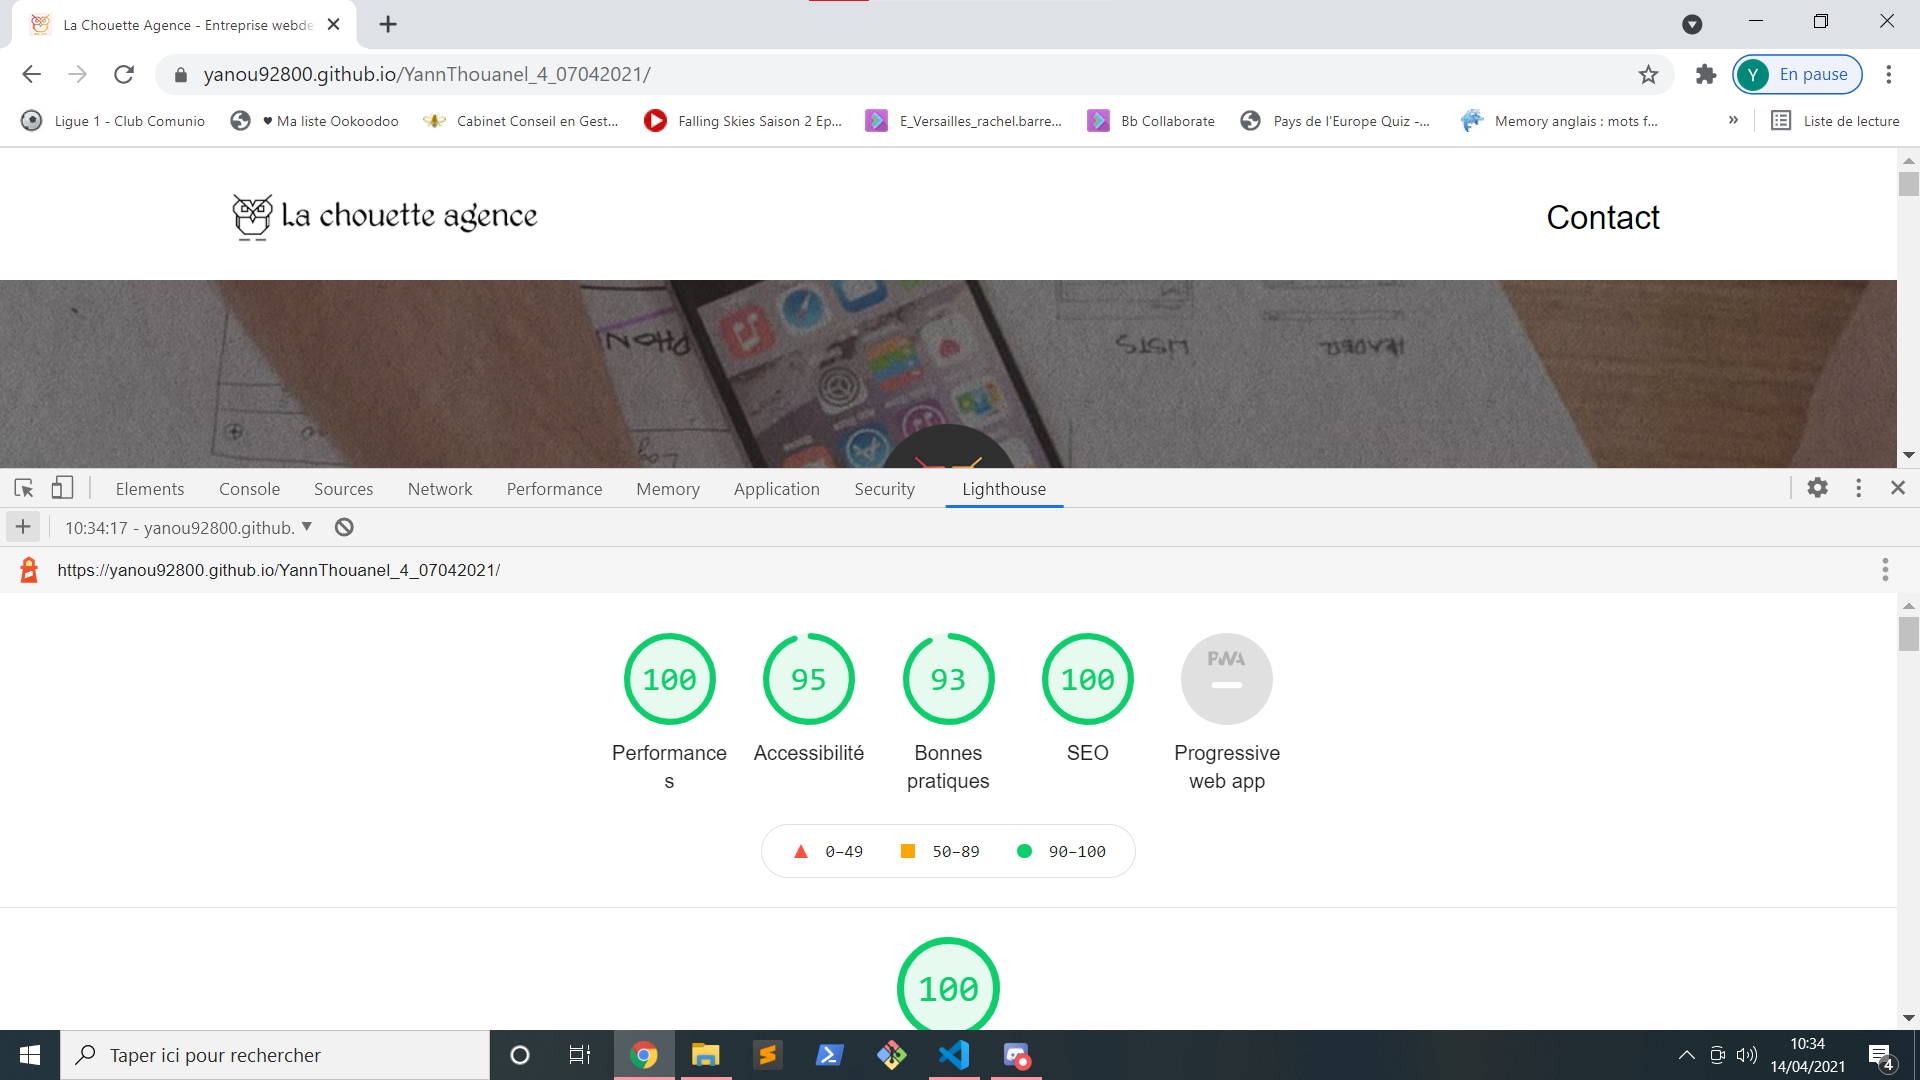 La Chouette Agence - Entreprise webde
yanou92800.github.io/YannThouanel_4_07042021/
Y En pause
Ligue 1 - Club Comunio
♥ Ma liste Ookoodoo
Cabinet Conseil en Gest...
Falling Skies Saison 2 Ep...
E_Versailles_rachel.barre...
Bb Collaborate
Pays de l'Europe Quiz -...
Memory anglais : mots f...
»
Liste de lecture
La chouette agence
Contact
LISTS
HEADER
Elements Console Sources Network Performance Memory Application Security Lighthouse
10:34:17 - yanou92800.github.
https://yanou92800.github.io/YannThouanel_4_07042021/
100 95 93 100 PWA
Performance
s
Accessibilité
Bonnes
pratiques
SEO
Progressive
web app
0–49 50–89 90–100
100
Taper ici pour rechercher
10:34
14/04/2021
4